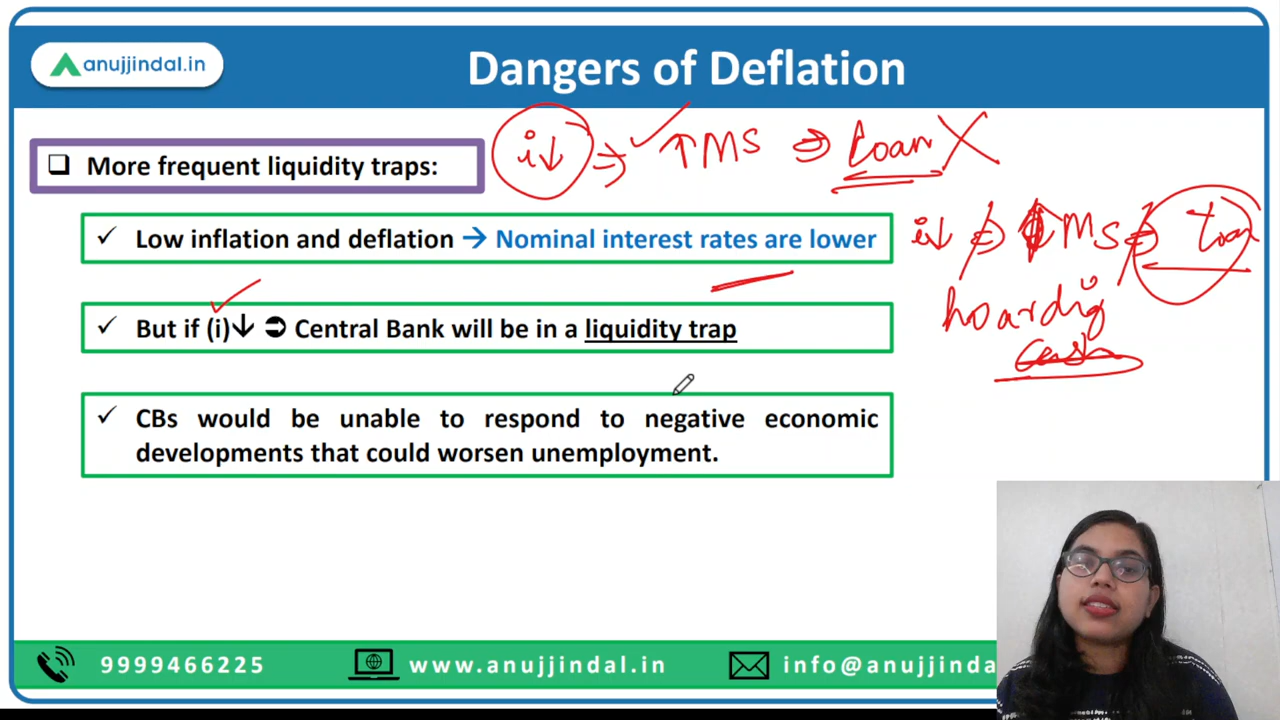 anujjindal.in
Dangers of Deflation
❑ More frequent liquidity traps:
i↓ ⇒ ↑MS ⇒ Loan X
✓ Low inflation and deflation → Nominal interest rates are lower
i↓ ⇒ MS ⇒ Loan
✓ But if (i)↓ ➲ Central Bank will be in a liquidity trap
hoarding
Cash
✓ CBs would be unable to respond to negative economic
developments that could worsen unemployment.
9999466225
www.anujjindal.in
info@anujjinda